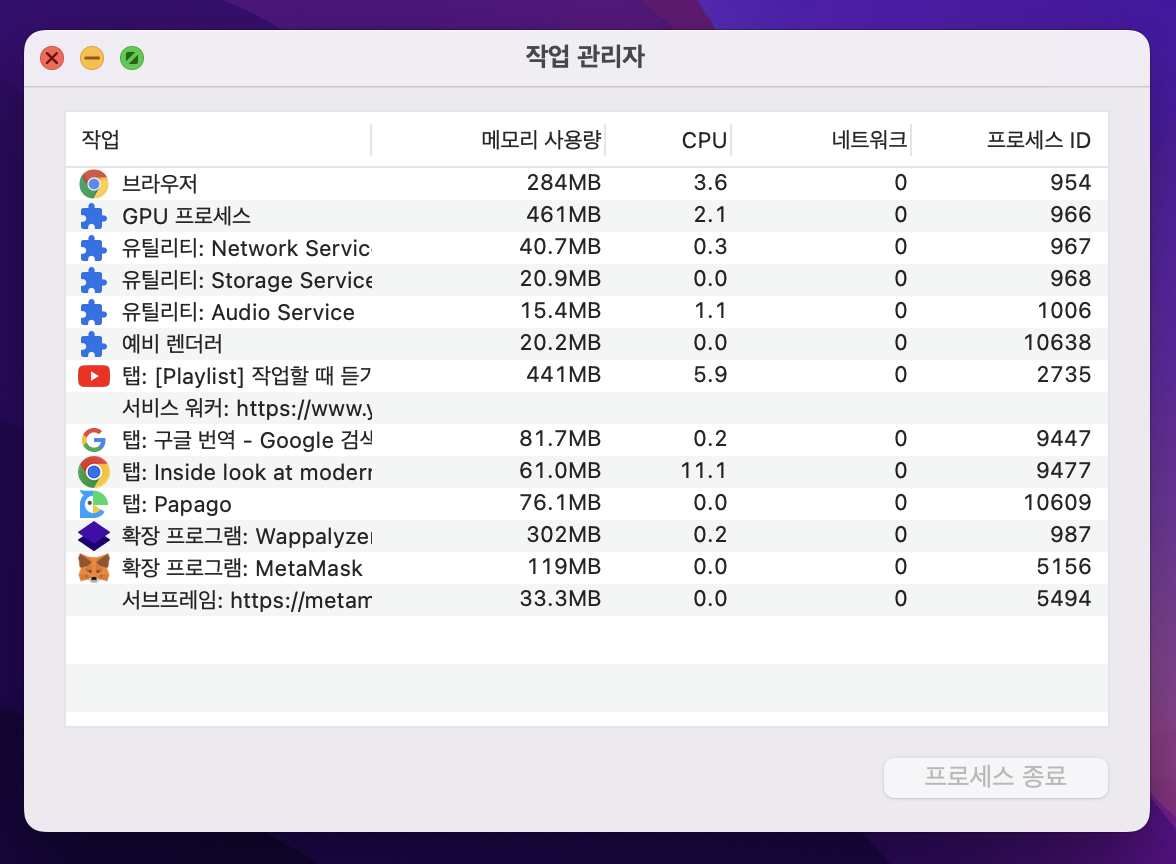 작업 관리자
작업 메모리 사용량 CPU 네트워크 프로세스 ID
브라우저 284MB 3.6 0 954
GPU 프로세스 461MB 2.1 0 966
유틸리티: Network Servic 40.7MB 0.3 0 967
유틸리티: Storage Service 20.9MB 0.0 0 968
유틸리티: Audio Service 15.4MB 1.1 0 1006
예비 렌더러 20.2MB 0.0 0 10638
탭: [Playlist] 작업할 때 듣기 441MB 5.9 0 2735
서비스 워커: https://www.y
탭: 구글 번역 - Google 검색 81.7MB 0.2 0 9447
탭: Inside look at modern 61.0MB 11.1 0 9477
탭: Papago 76.1MB 0.0 0 10609
확장 프로그램: Wappalyzer 302MB 0.2 0 987
확장 프로그램: MetaMask 119MB 0.0 0 5156
서브프레임: https://metam 33.3MB 0.0 0 5494
프로세스 종료